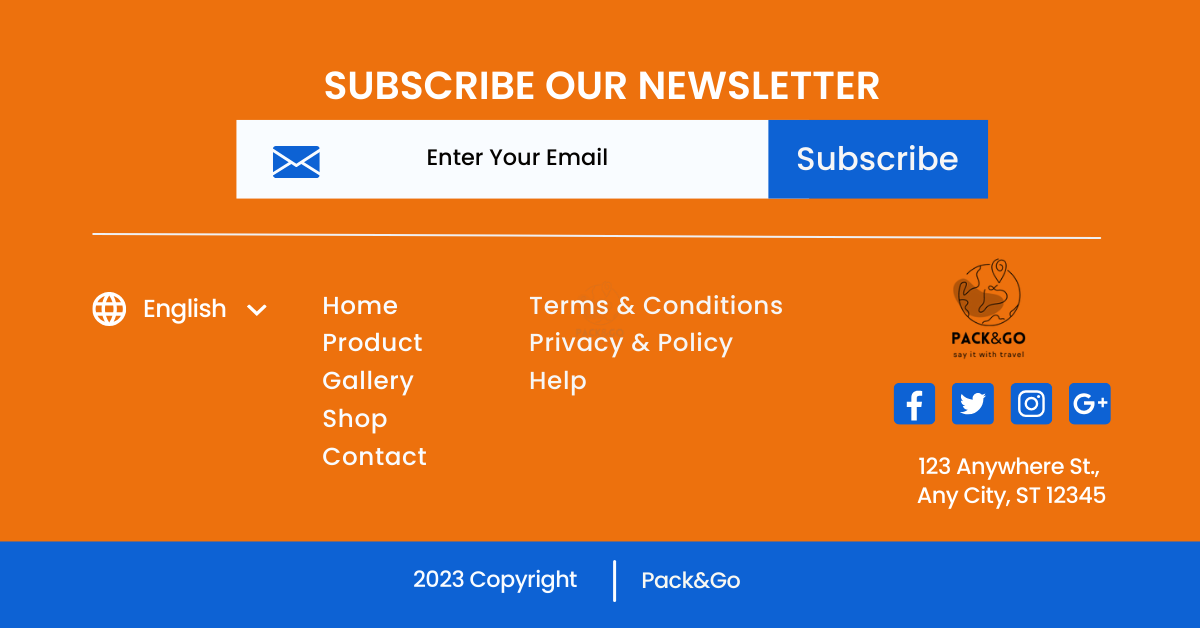 SUBSCRIBE OUR NEWSLETTER
Enter Your Email
Subscribe
English
Home
Product
Gallery
Shop
Contact
Terms & Conditions
Privacy & Policy
Help
PACK&GO
say it with travel
G+
123 Anywhere St.,
Any City, ST 12345
2023 Copyright
Pack&Go